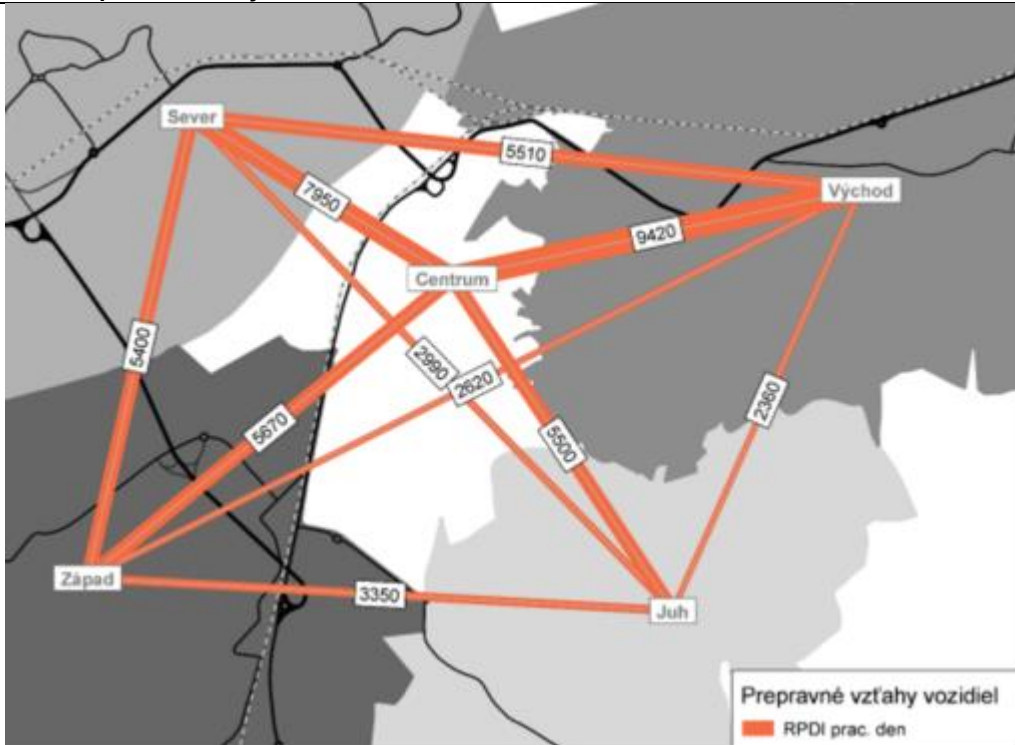 Sever
5510
Východ
7950
9420
Centrum
5400
2990
2620
2360
5670
5500
Západ
3350
Juh
Prepravné vzťahy vozidiel
RPDI prac. den